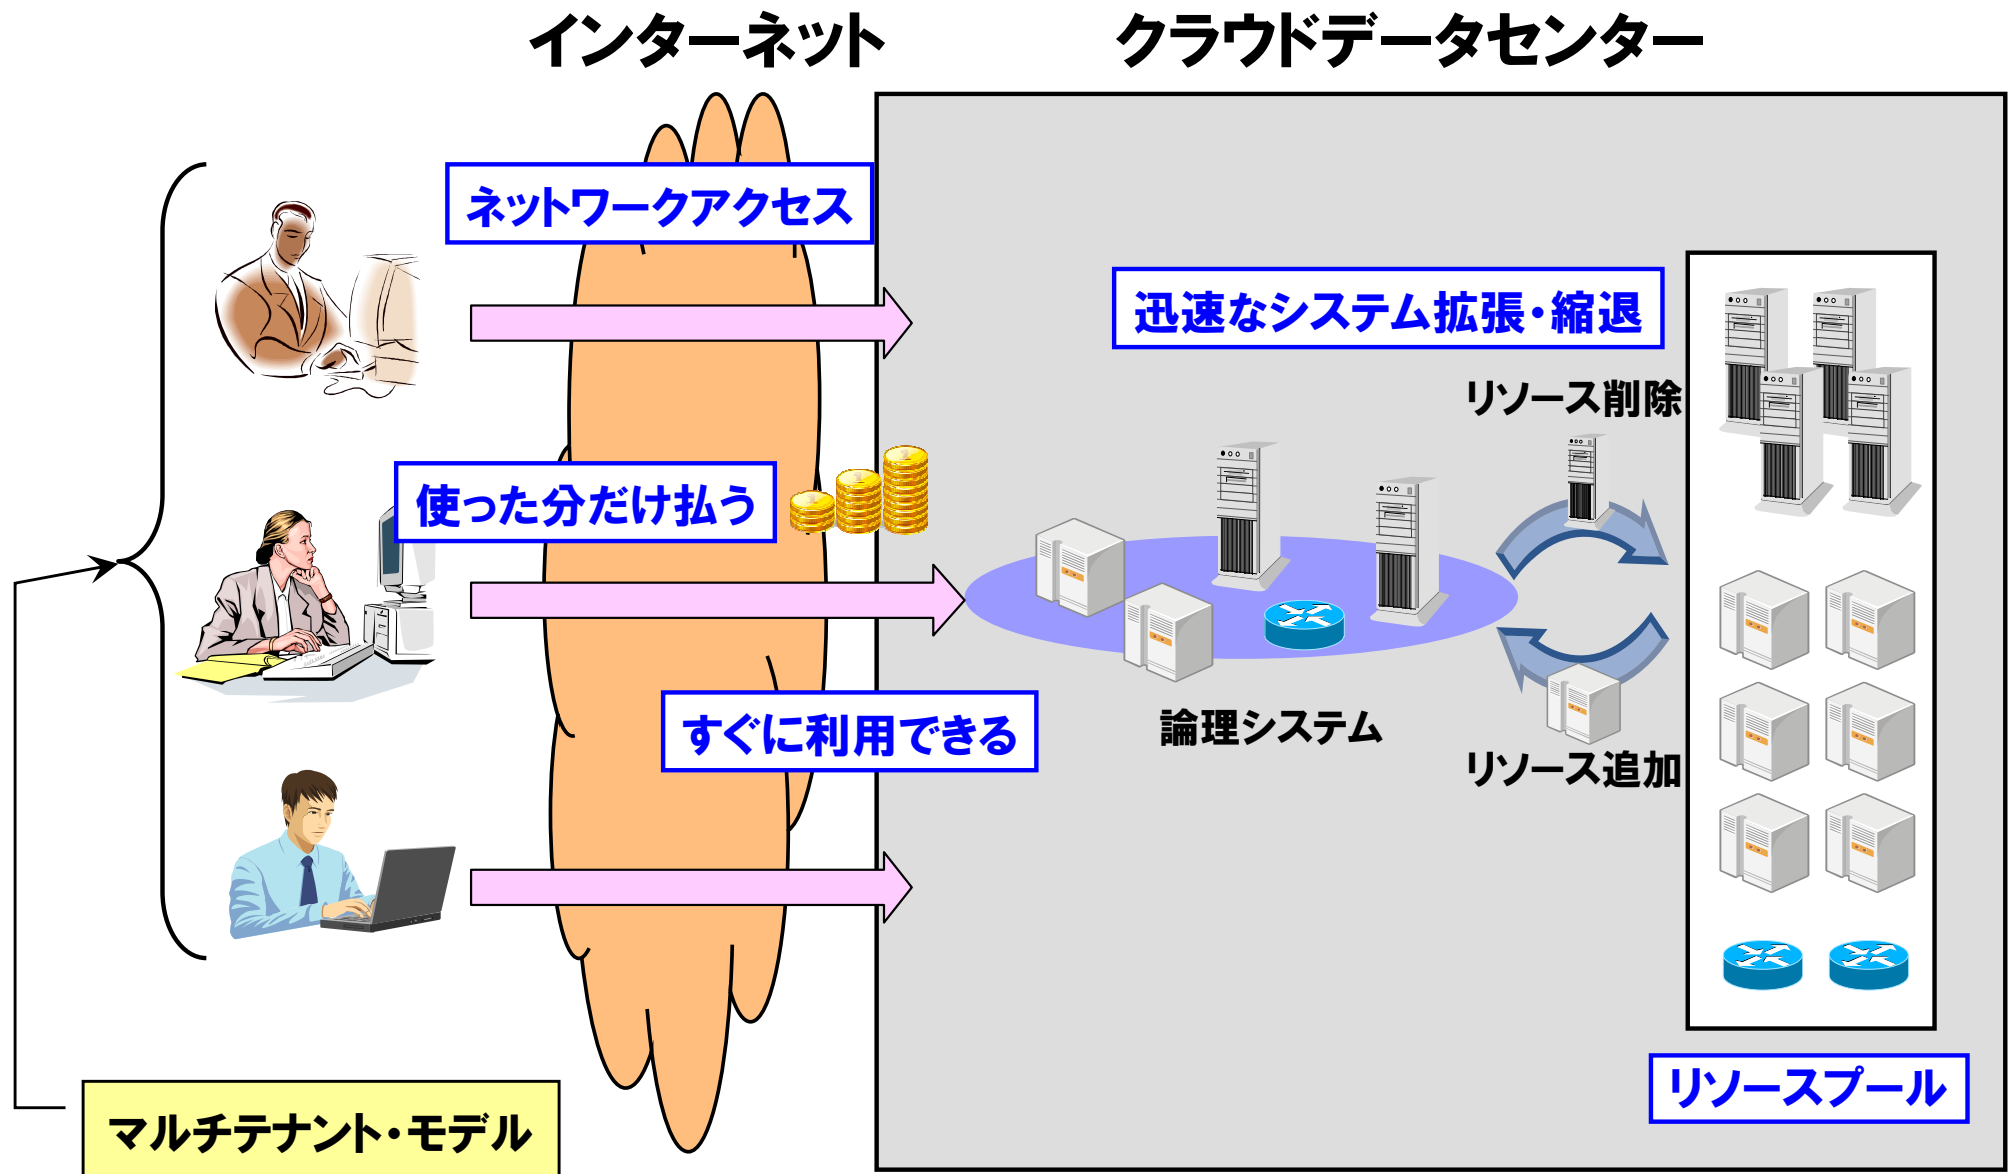 インターネット
クラウドデータセンター
ネットワークアクセス
迅速なシステム拡張・縮退
リソース削除
使った分だけ払う
すぐに利用できる
論理システム
リソース追加
リソースプール
マルチテナント・モデル